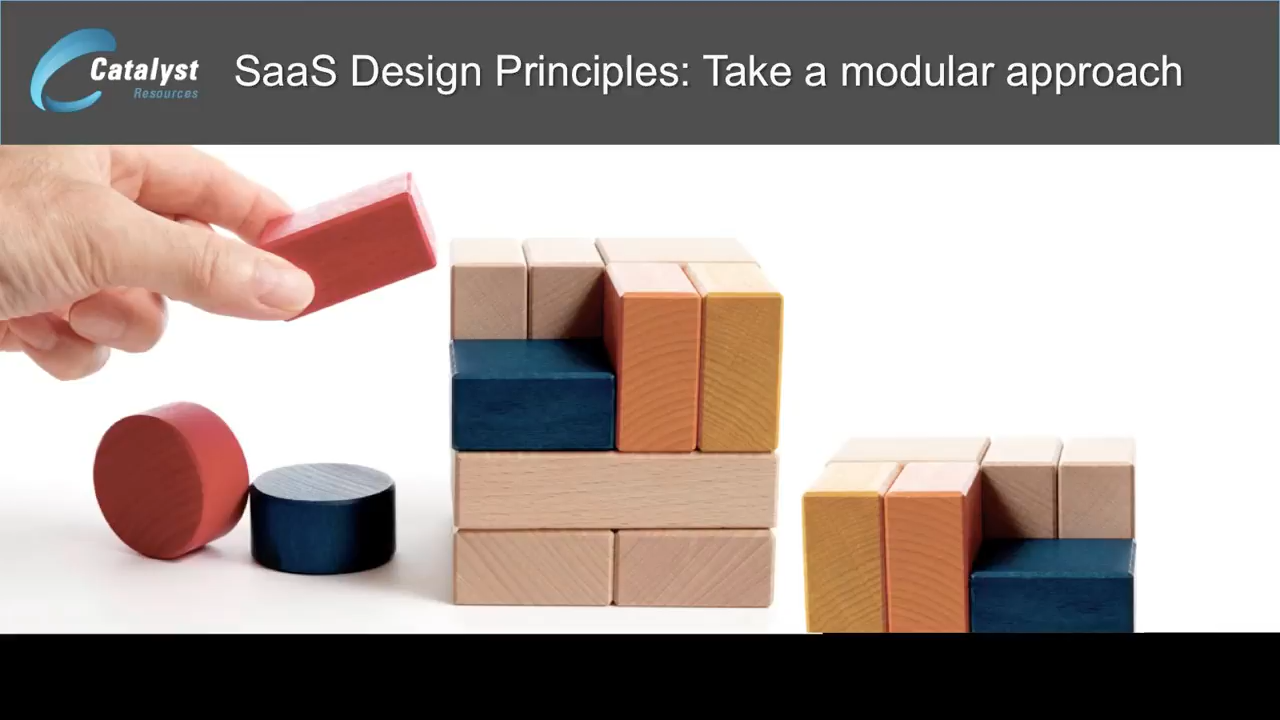 Catalyst
Resources
SaaS Design Principles: Take a modular approach